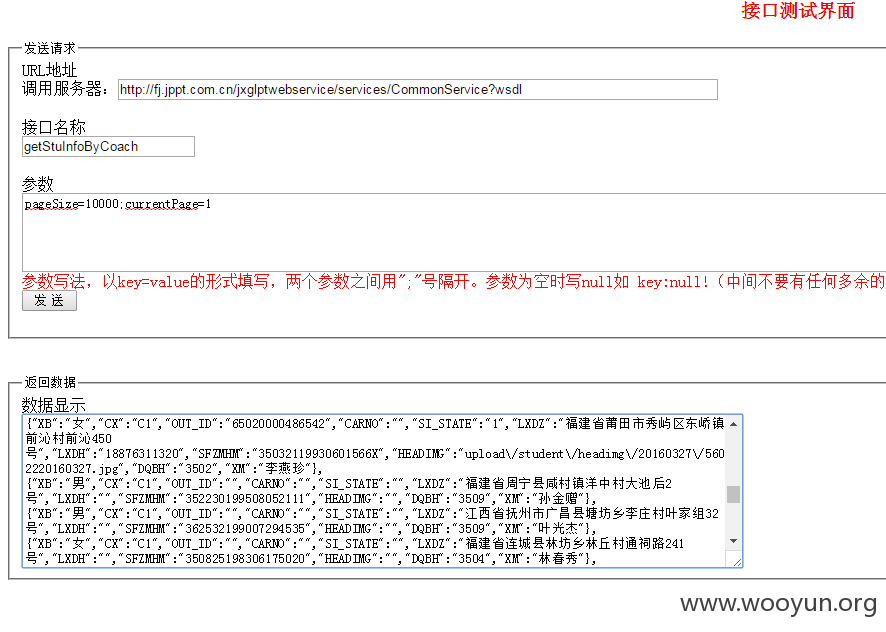 接口测试界面
发送请求
URL地址
调用服务器： http://fj.jppt.com.cn/jxglptwebservice/services/CommonService?wsdl
接口名称
getStuInfoByCoach
参数
pageSize=10000;currentPage=1
参数写法，以key=value的形式填写，两个参数之间用";"号隔开。参数为空时写null如 key:null!（中间不要有任何多余的
发 送
返回数据
数据显示
{"XB":"女","CX":"C1","OUT_ID":"65020000486542","CARNO":"","SI_STATE":"1","LXDZ":"福建省莆田市秀屿区东峤镇
前沁村前沁450
号","LXDH":"18876311320","SFZMHM":"35032119930601566X","HEADIMG":"upload\/student\/headimg\/20160327\/560
2220160327.jpg","DQBH":"3502","XM":"李燕珍"},
{"XB":"男","CX":"C1","OUT_ID":"","CARNO":"","SI_STATE":"","LXDZ":"福建省周宁县咸村镇洋中村大池后2
号","LXDH":"","SFZMHM":"352230199508052111","HEADIMG":"","DQBH":"3509","XM":"孙金赠"},
{"XB":"男","CX":"C1","OUT_ID":"","CARNO":"","SI_STATE":"","LXDZ":"江西省抚州市广昌县塘坊乡李庄村叶家组32
号","LXDH":"","SFZMHM":"362532199007294535","HEADIMG":"","DQBH":"3509","XM":"叶光杰"},
{"XB":"女","CX":"C1","OUT_ID":"","CARNO":"","SI_STATE":"","LXDZ":"福建省连城县林坊乡林丘村通祠路241
号","LXDH":"","SFZMHM":"350825198306175020","HEADIMG":"","DQBH":"3504","XM":"林春秀"},
www.wooyun.org